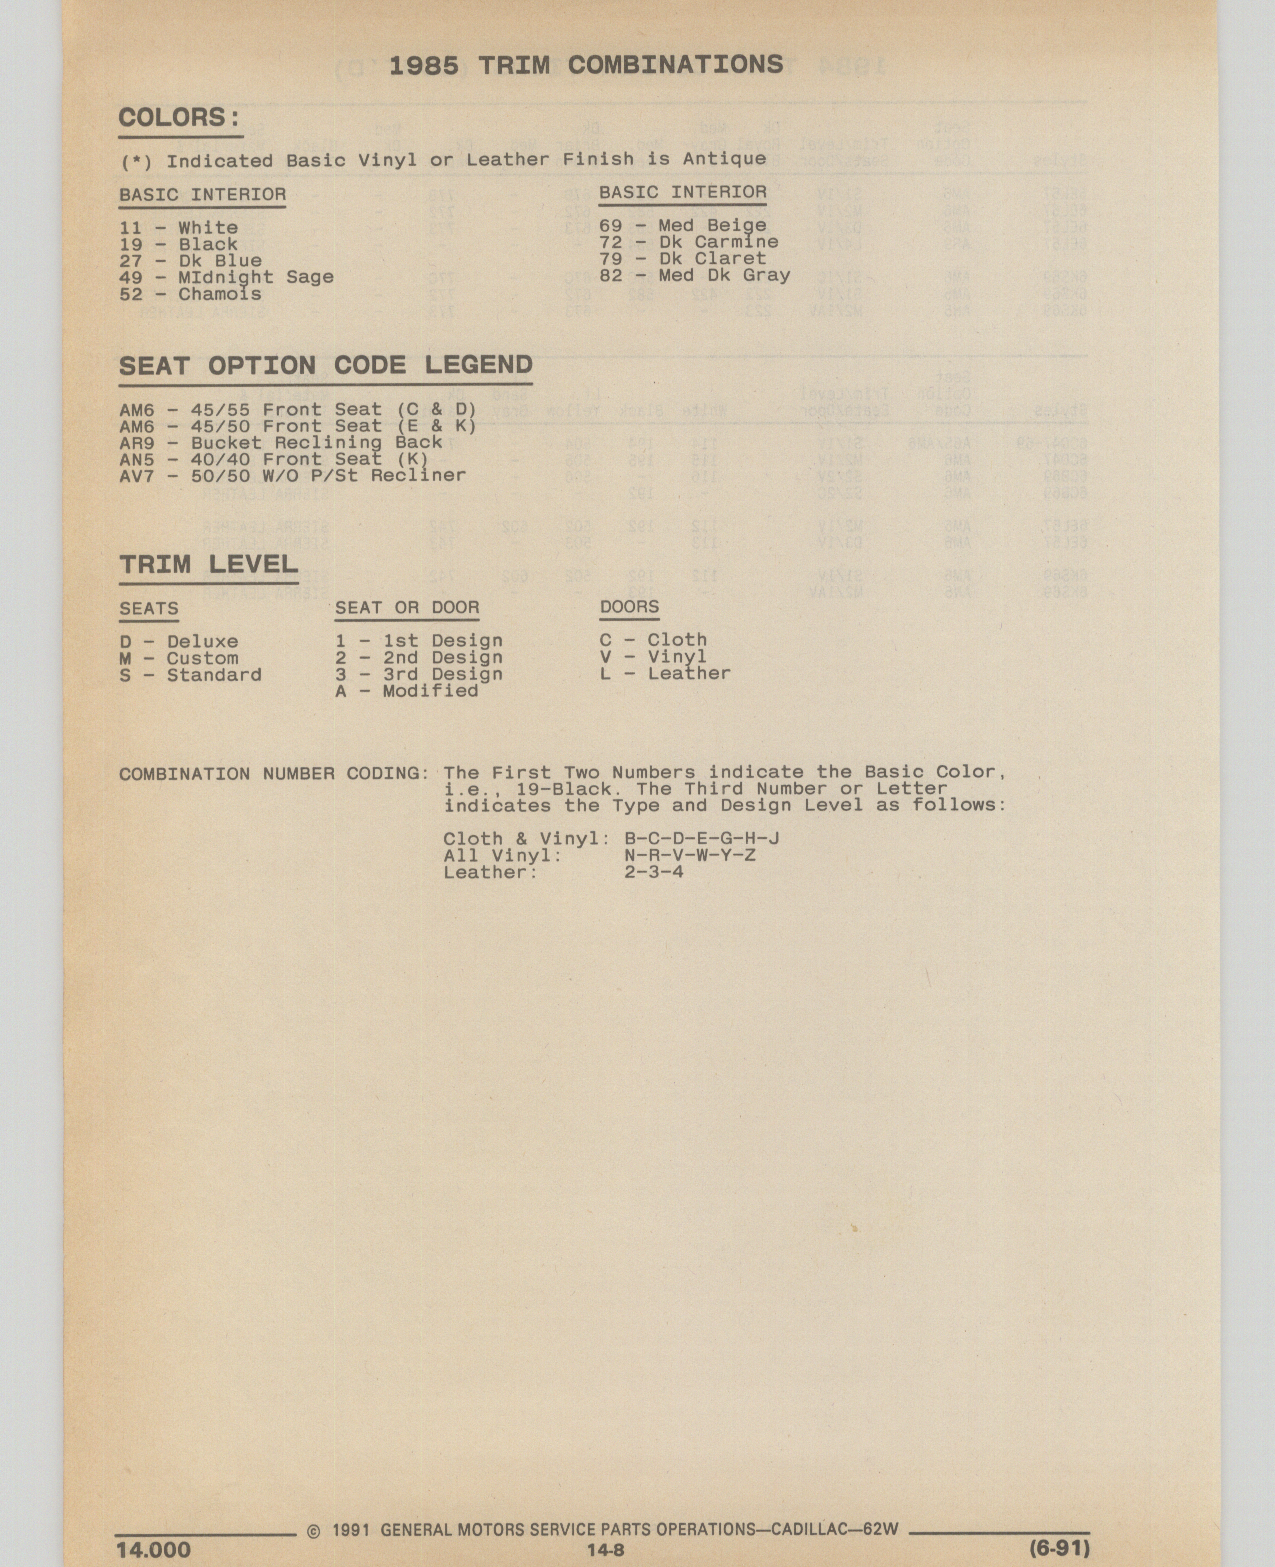 1985 TRIM COMBINATIONS
COLORS:
(*) Indicated Basic Vinyl or Leather Finish is Antique
BASIC INTERIOR
11 - White
19 - Black
27 - Dk Blue
49 - MIdnight Sage
52 - Chamois
BASIC INTERIOR
69 - Med Beige
72 - Dk Carmine
79 - Dk Claret
82 - Med Dk Gray
SEAT OPTION CODE LEGEND
AM6 - 45/55 Front Seat (C & D)
AM6 - 45/50 Front Seat (E & K)
AR9 - Bucket Reclining Back
AN5 - 40/40 Front Seat (K)
AV7 - 50/50 W/O P/St Recliner
TRIM LEVEL
SEATS
D - Deluxe
M - Custom
S - Standard
SEAT OR DOOR
1 - 1st Design
2 - 2nd Design
3 - 3rd Design
A - Modified
DOORS
C - Cloth
V - Vinyl
L - Leather
COMBINATION NUMBER CODING: The First Two Numbers indicate the Basic Color,
i.e., 19-Black. The Third Number or Letter
indicates the Type and Design Level as follows:
Cloth & Vinyl: B-C-D-E-G-H-J
All Vinyl: N-R-V-W-Y-Z
Leather: 2-3-4
© 1991 GENERAL MOTORS SERVICE PARTS OPERATIONS—CADILLAC—62W
14.000 14-8 (6-91)